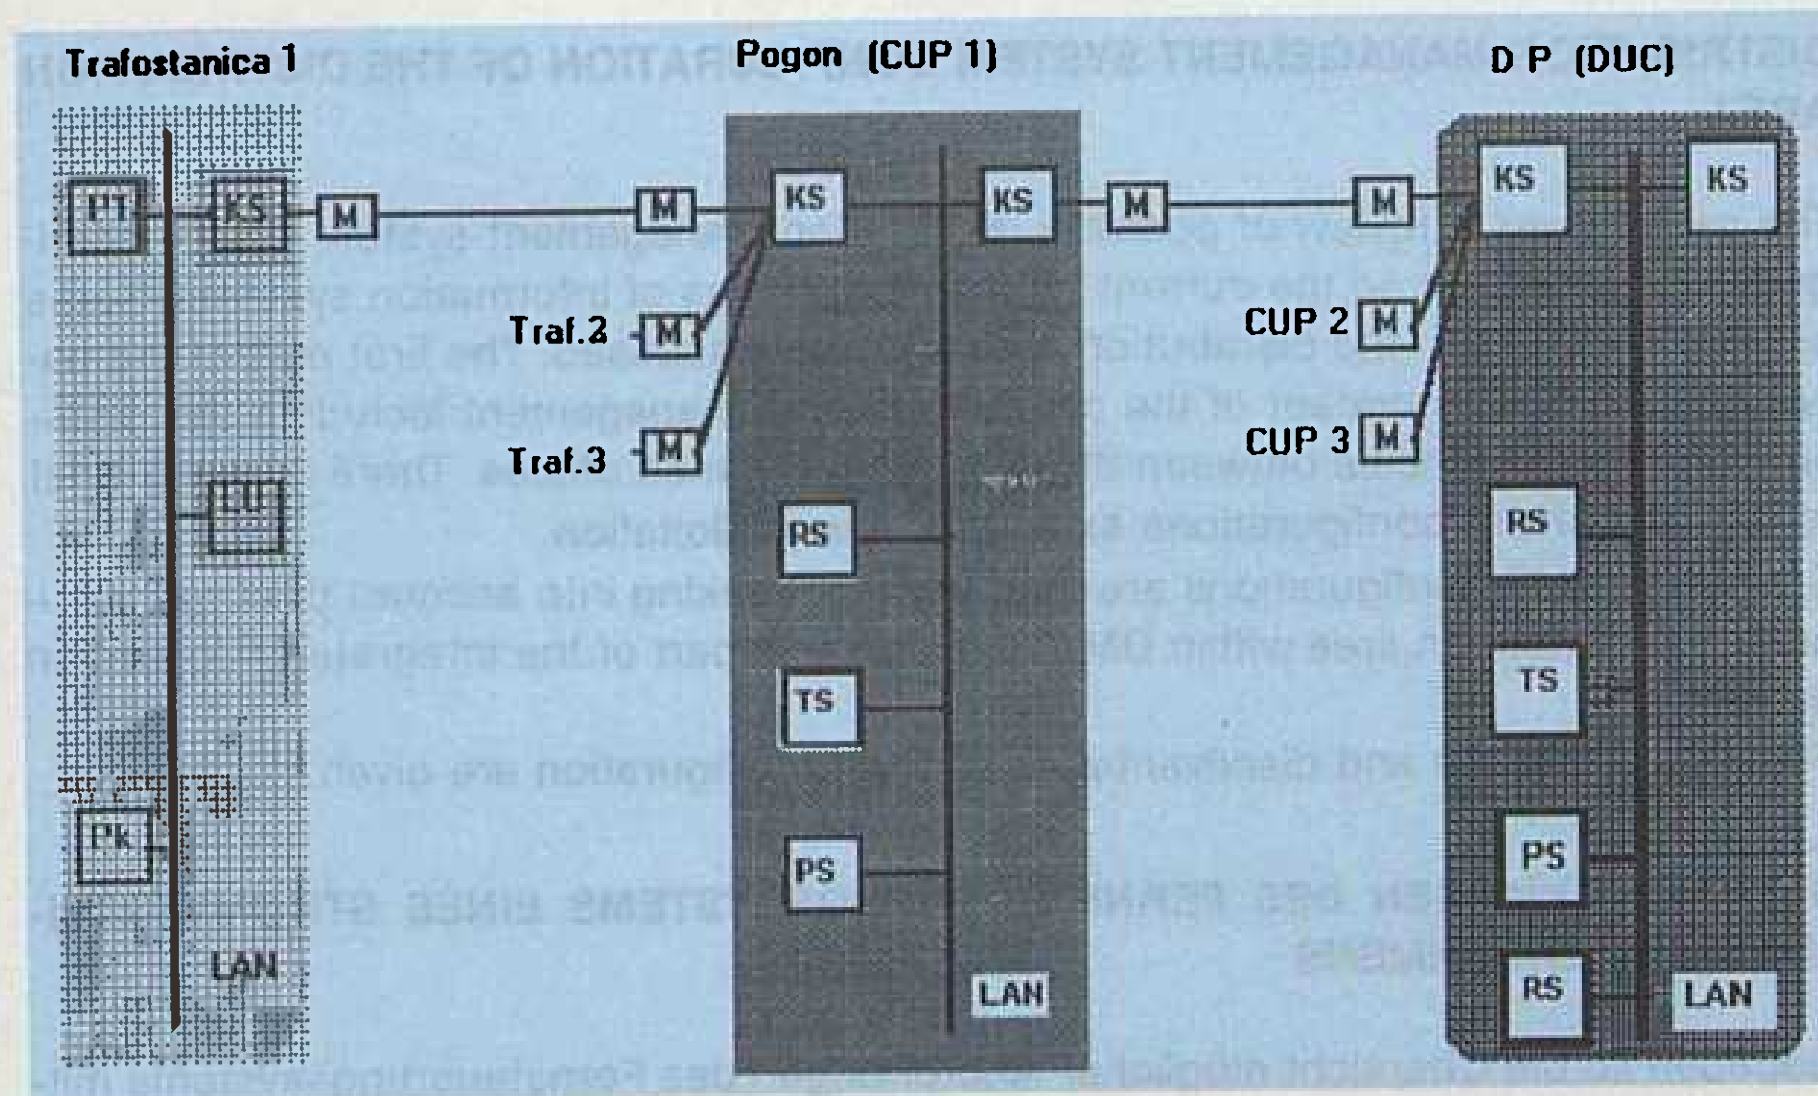 Trafostanica 1
Pogon (CUP 1)
D P (DUC)
KS
M
M
KS
KS
M
M
KS
KS
Traf.2
M
CUP 2
M
Traf.3
M
CUP 3
M
LU
RS
RS
TS
TS
Pk
PS
PS
LAN
LAN
RS
LAN